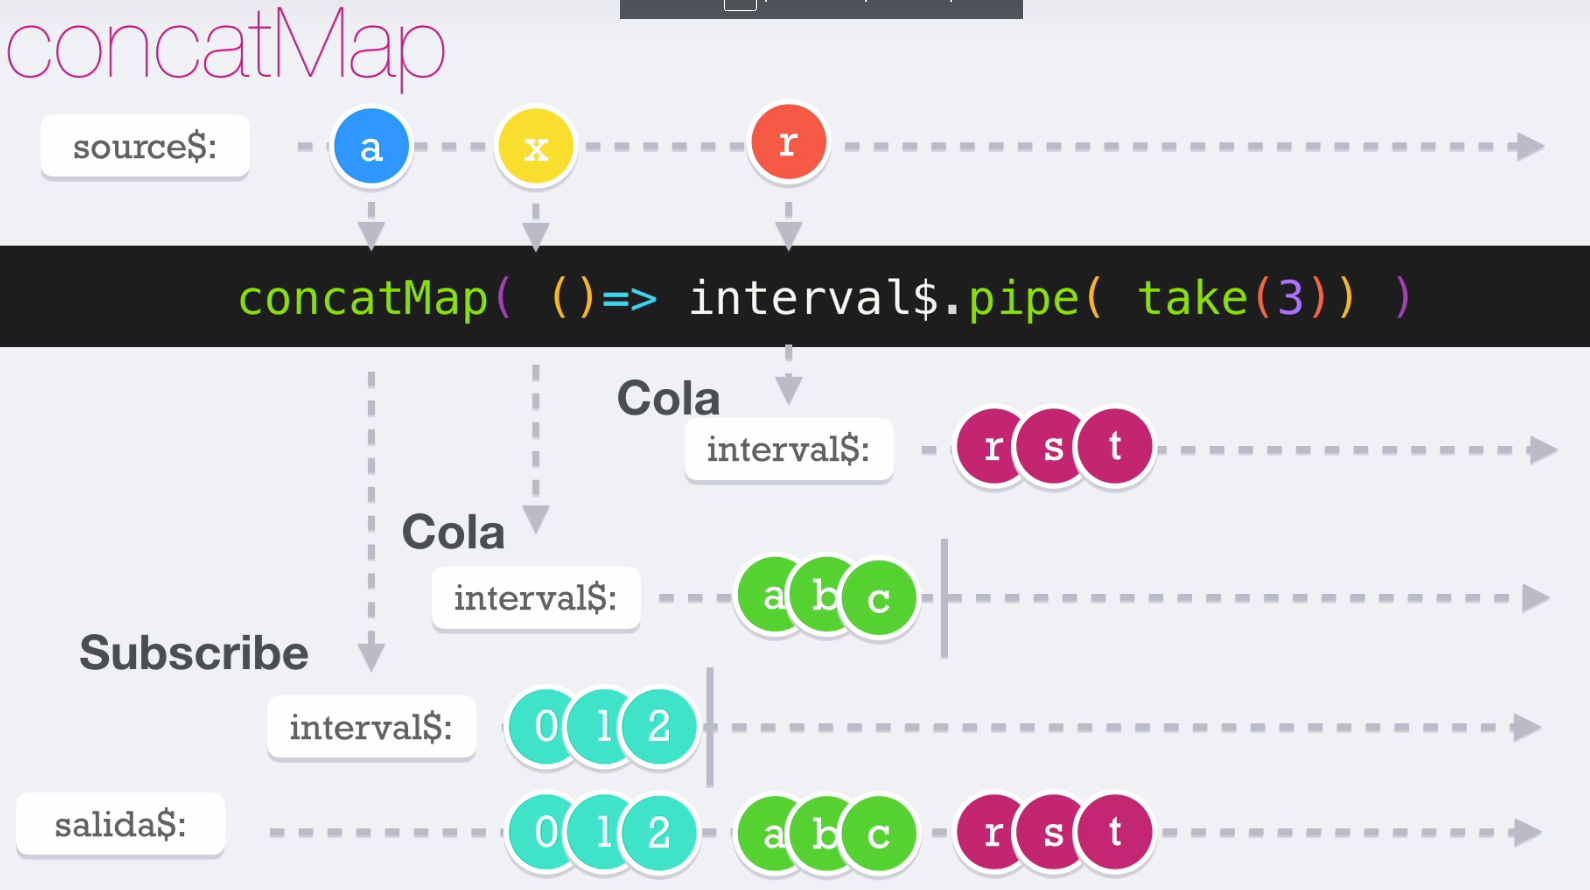 concatMap
source$: a x r
concatMap( ()=> interval$.pipe( take(3)) )
Cola
interval$: r s t
Cola
interval$: a b c
Subscribe
interval$: 0 1 2
salida$: 0 1 2 a b c r s t